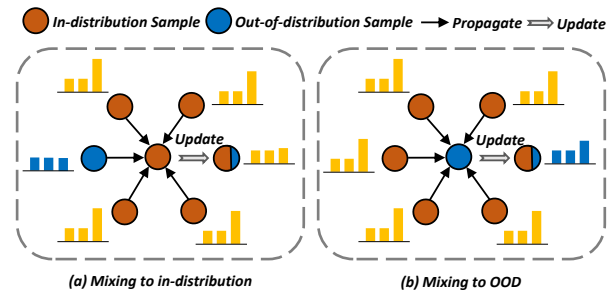 In-distribution Sample Out-of-distribution Sample Propagate Update
Update Update
(a) Mixing to in-distribution (b) Mixing to OOD